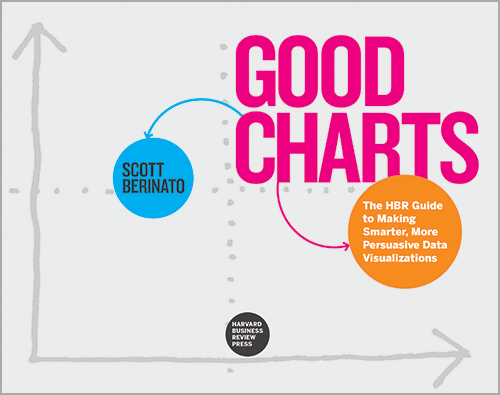 GOOD
CHARTS
SCOTT
BERINATO
The HBR Guide
to Making
Smarter, More
Persuasive Data
Visualizations
HARVARD
BUSINESS
REVIEW
PRESS